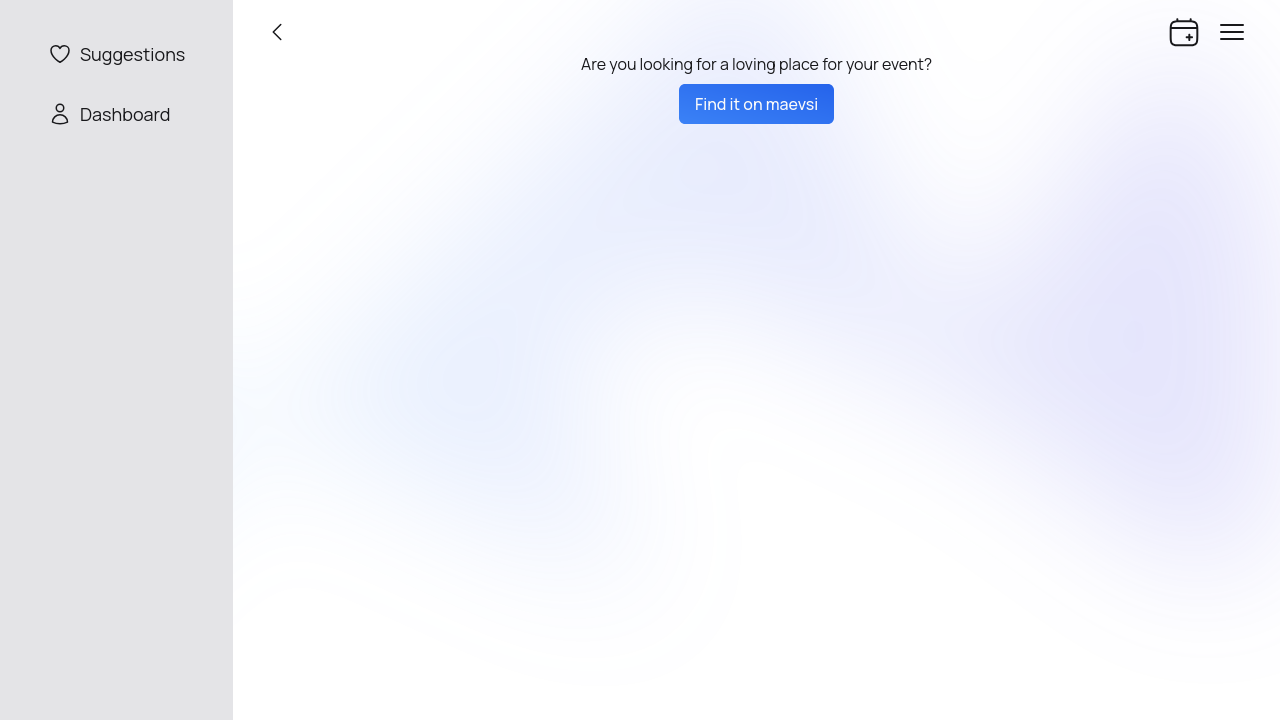 Suggestions
Dashboard
Are you looking for a loving place for your event?
Find it on maevsi